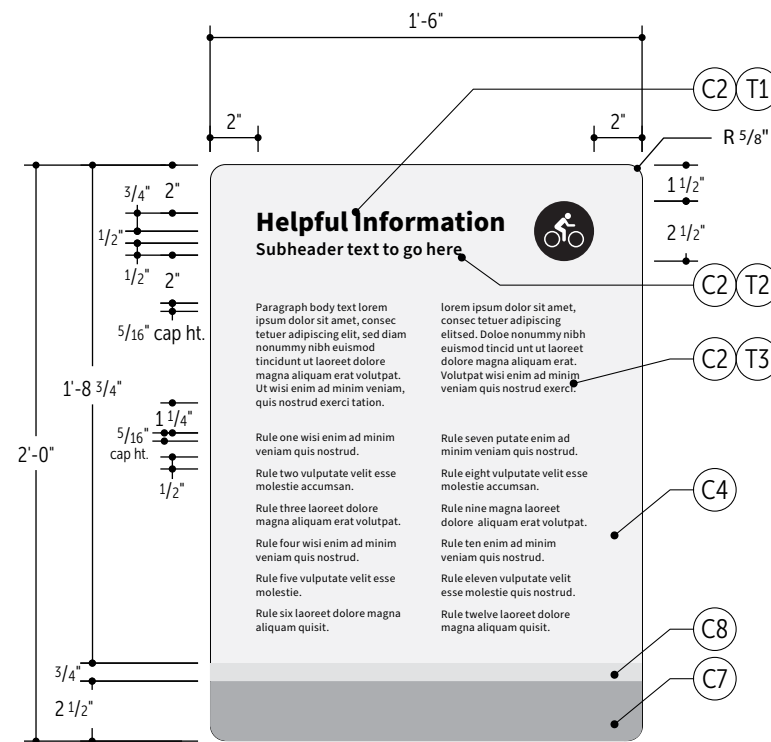 1'-6"
C2 T1
2" 2"
R 5/8"
3/4" 2"
1 1/2"
1/2"
2 1/2"
1/2" 2"
Helpful Information
Subheader text to go here
C2 T2
5/16" cap ht.
Paragraph body text lorem
ipsum dolor sit amet, consec
tetuer adipiscing elit, sed diam
nonummy nibh euismod
tincidunt ut laoreet dolore
magna aliquam erat volutpat.
Ut wisi enim ad minim veniam,
quis nostrud exerci tation.
lorem ipsum dolor sit amet,
consec tetuer adipiscing
elitsed. Doloe nonummy nibh
euismod tincid unt ut laoreet
dolore magna aliquam erat.
Volutpat wisi enim ad minim
veniam quis nostrud exerci.
C2 T3
1'-8 3/4"
1 1/4"
5/16"
cap ht.
2'-0"
1/2"
Rule one wisi enim ad minim
veniam quis nostrud.
Rule two vulputate velit esse
molestie accumsan.
Rule three laoreet dolore
magna aliquam erat volutpat.
Rule four wisi enim ad minim
veniam quis nostrud.
Rule five vulputate velit esse
molestie.
Rule six laoreet dolore magna
aliquam quisit.
Rule seven putate enim ad
minim veniam quis nostrud.
Rule eight vulputate velit esse
molestie accumsan.
Rule nine magna laoreet
dolore aliquam erat volutpat.
Rule ten enim ad minim
veniam quis nostrud.
Rule eleven vulputate velit
esse molestie quis nostrud.
Rule twelve laoreet dolore
magna aliquam quisit.
C4
C8
3/4"
C7
2 1/2"